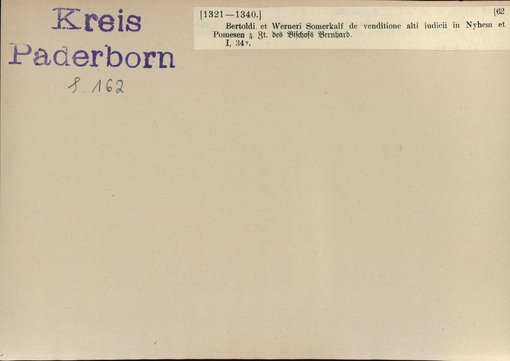 Kreis
Paderborn
S. 162
[1321—1340.] [62
Bertoldi et Werneri Somerkalf de venditione alti iudicii in Nyhem et
Pomesen z. Zt. des Bischofs Bernhard.
I, 34v.